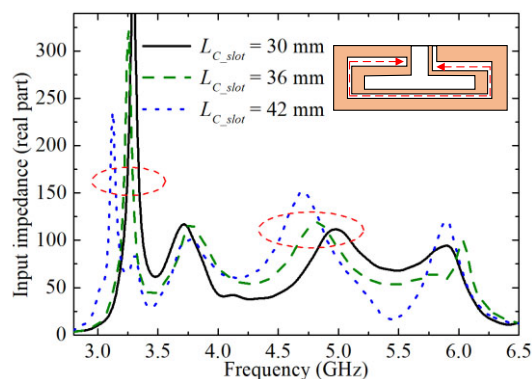 300
250
200
150
100
50
0
Input impedance (real part)
L_C_slot = 30 mm
L_C_slot = 36 mm
L_C_slot = 42 mm
3.0 3.5 4.0 4.5 5.0 5.5 6.0 6.5
Frequency (GHz)